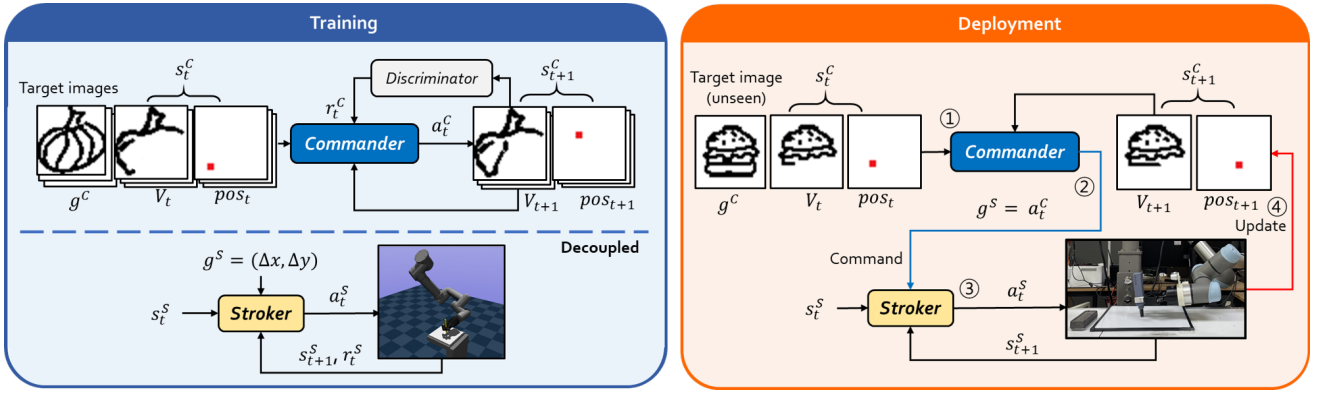 Training
Target images
s_t^C
Discriminator
s_{t+1}^C
r_t^C
Commander
a_t^C
g^C
V_t
pos_t
V_{t+1}
pos_{t+1}
Decoupled
g^S = (Δx, Δy)
s_t^S
Stroker
a_t^S
s_{t+1}^S, r_t^S
Deployment
Target image
(unseen)
s_t^C
s_{t+1}^C
①
Commander
②
g^C
V_t
pos_t
g^S = a_t^C
V_{t+1}
pos_{t+1}
④
Update
Command
s_t^S
Stroker
③
a_t^S
s_{t+1}^S